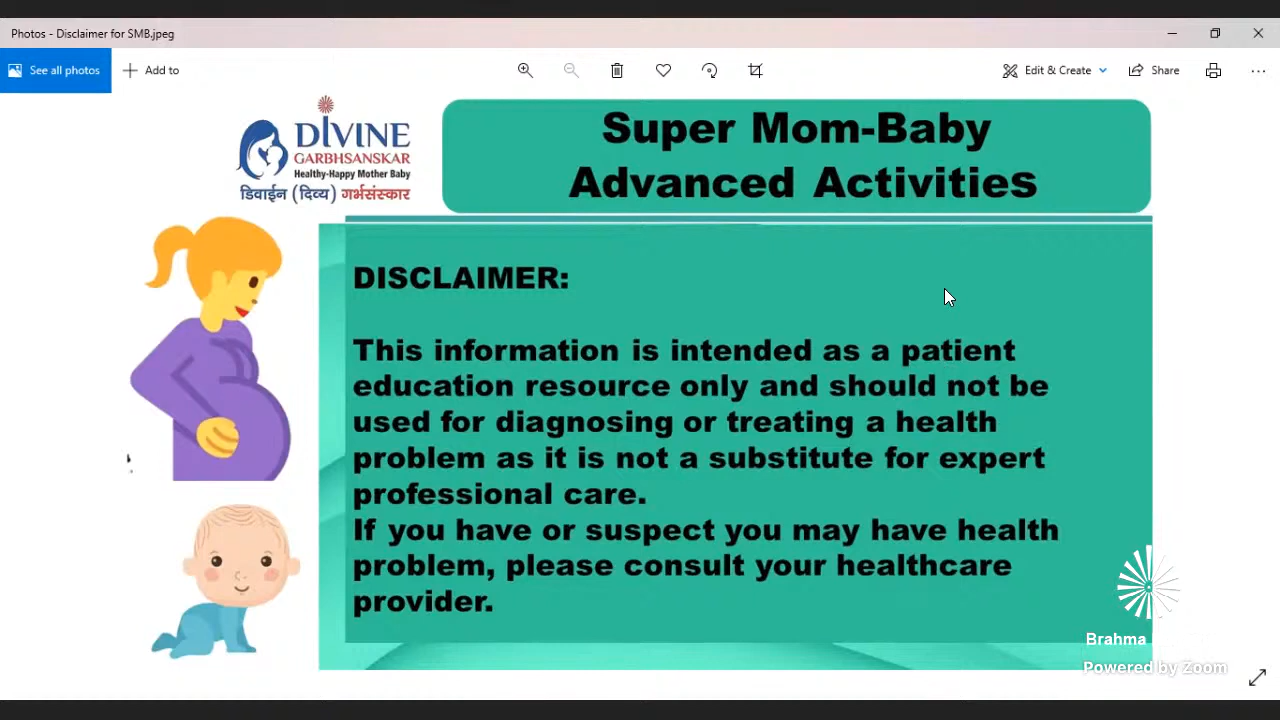 Photos - Disclaimer for SMB.jpeg
See all photos
Add to
Edit & Create
Share
DIVINE
GARBHSANSKAR
Healthy-Happy Mother Baby
डिवाईन (दिव्य) गर्भसंस्कार
Super Mom-Baby
Advanced Activities
DISCLAIMER:
This information is intended as a patient
education resource only and should not be
used for diagnosing or treating a health
problem as it is not a substitute for expert
professional care.
If you have or suspect you may have health
problem, please consult your healthcare
provider.
Brahma
Powered by Zoom